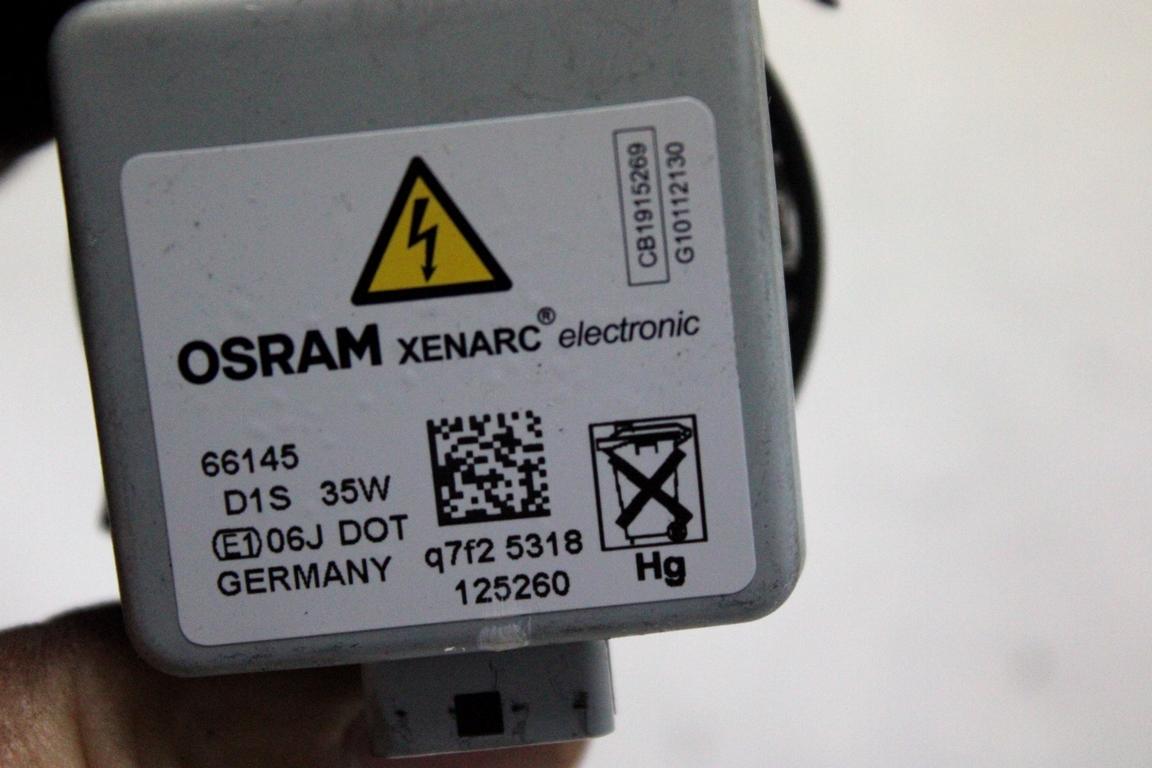 CB1915269
G10112130
OSRAM XENARC® electronic
66145
D1S 35W
E1 06J DOT
GERMANY
q7f2 5318
125260
Hg